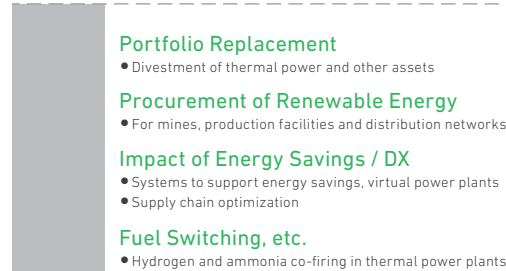 Portfolio Replacement
● Divestment of thermal power and other assets
Procurement of Renewable Energy
● For mines, production facilities and distribution networks
Impact of Energy Savings / DX
● Systems to support energy savings, virtual power plants
● Supply chain optimization
Fuel Switching, etc.
● Hydrogen and ammonia co-firing in thermal power plants